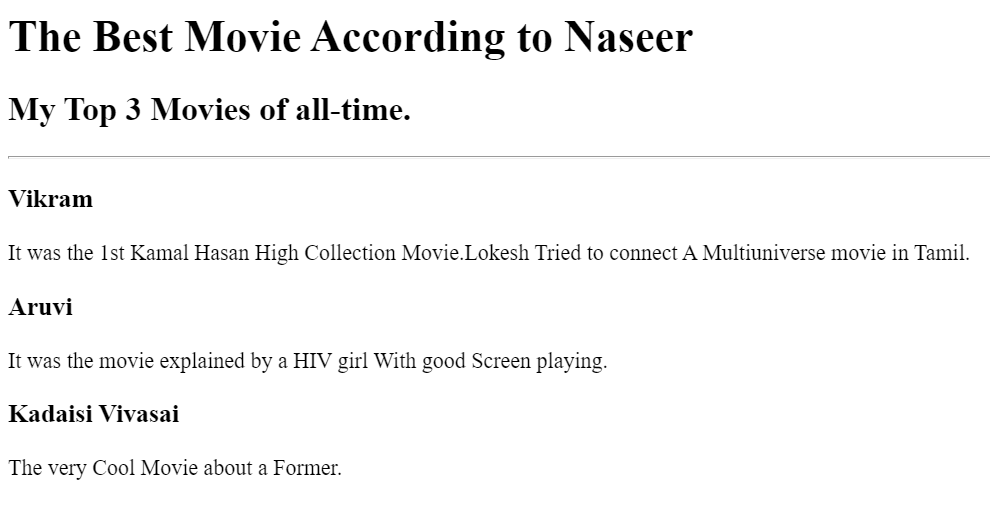 The Best Movie According to Naseer
My Top 3 Movies of all-time.
Vikram
It was the 1st Kamal Hasan High Collection Movie.Lokesh Tried to connect A Multiuniverse movie in Tamil.
Aruvi
It was the movie explained by a HIV girl With good Screen playing.
Kadaisi Vivasai
The very Cool Movie about a Former.